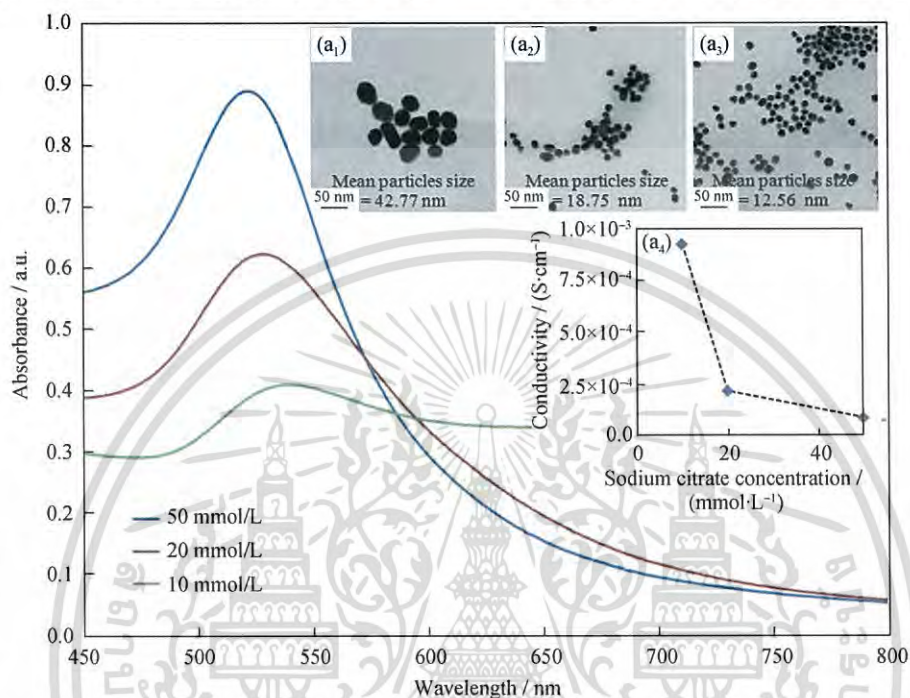 1.0
0.9
0.8
0.7
0.6
0.5
0.4
0.3
0.2
0.1
0.0
Absorbance / a.u.
450
500
550
600
650
700
750
800
Wavelength / nm
50 mmol/L
20 mmol/L
10 mmol/L
(a₁)
Mean particles size
= 42.77 nm
50 nm
(a₂)
Mean particles size
= 18.75 nm
50 nm
(a₃)
Mean particles size
= 12.56 nm
50 nm
(a₄)
1.0×10⁻³
7.5×10⁻⁴
5.0×10⁻⁴
2.5×10⁻⁴
0.0
Conductivity / (S·cm⁻¹)
0
20
40
Sodium citrate concentration /
(mmol·L⁻¹)